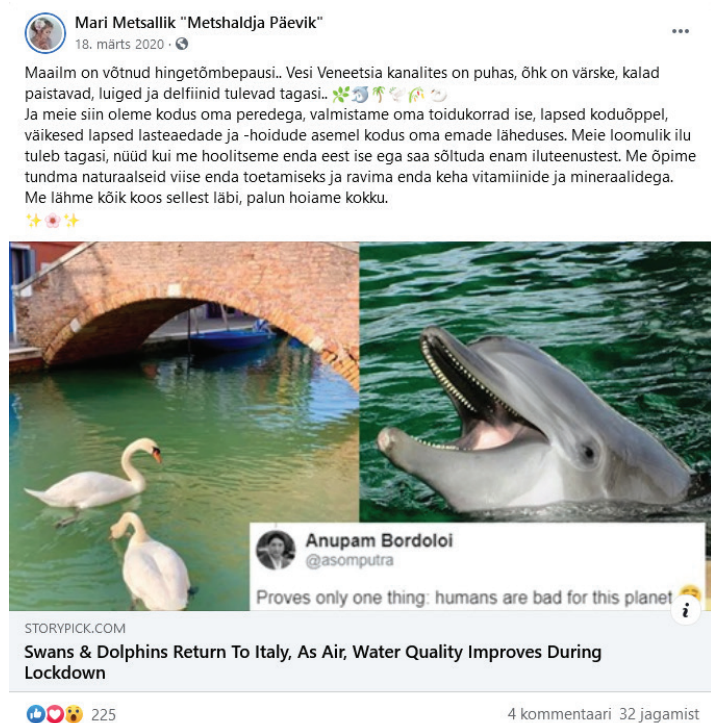 Mari Metsallik "Metshaldja Päevik"
18. märts 2020 ·
Maailm on võtnud hingetõmbepausi.. Vesi Veneetsia kanalites on puhas, õhk on värske, kalad
paistavad, luiged ja delfiinid tulevad tagasi.. 🌿🐬🌴🕊️🎋🦢
Ja meie siin oleme kodus oma peredega, valmistame oma toidukorrad ise, lapsed koduõppel,
väikesed lapsed lasteaedade ja -hoidude asemel kodus oma emade läheduses. Meie loomulik ilu
tuleb tagasi, nüüd kui me hoolitseme enda eest ise ega saa sõltuda enam iluteenustest. Me õpime
tundma naturaalseid viise enda toetamiseks ja ravima enda keha vitamiinide ja mineraalidega.
Me lähme kõik koos sellest läbi, palun hoiame kokku.
✨🌸✨
Anupam Bordoloi
@asomputra
Proves only one thing: humans are bad for this planet
i
STORYPICK.COM
Swans & Dolphins Return To Italy, As Air, Water Quality Improves During
Lockdown
225
4 kommentaari 32 jagamist